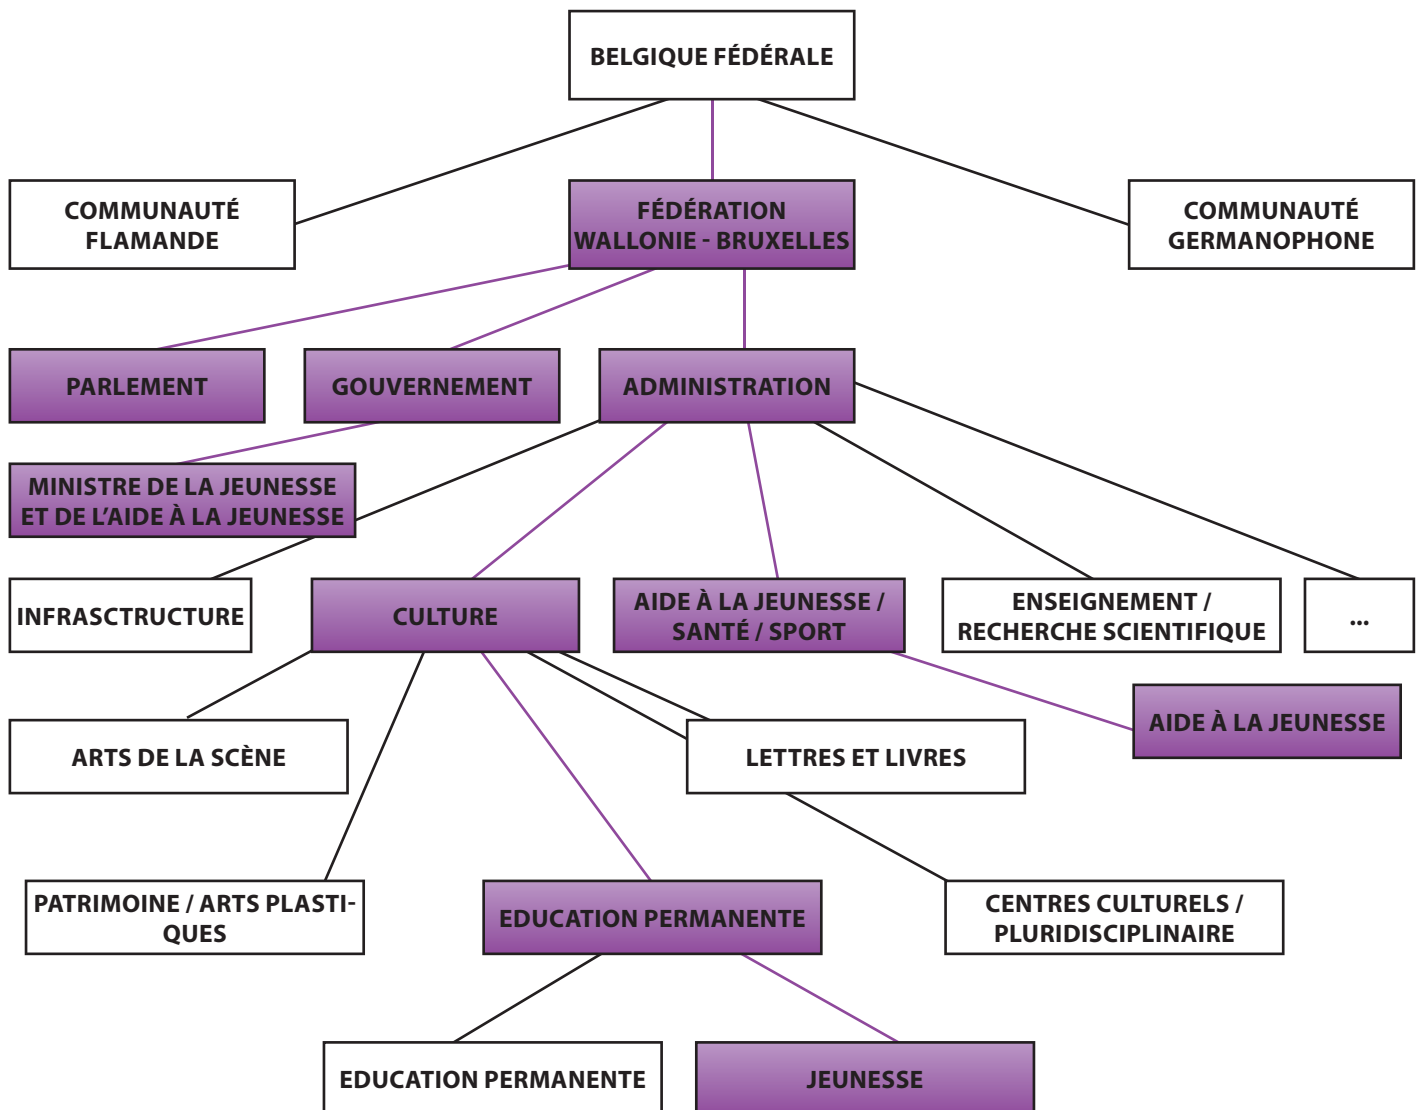 BELGIQUE FÉDÉRALE
COMMUNAUTÉ
FLAMANDE
FÉDÉRATION
WALLONIE - BRUXELLES
COMMUNAUTÉ
GERMANOPHONE
PARLEMENT
GOUVERNEMENT
ADMINISTRATION
MINISTRE DE LA JEUNESSE
ET DE L'AIDE À LA JEUNESSE
INFRASCTRUCTURE
CULTURE
AIDE À LA JEUNESSE /
SANTÉ / SPORT
ENSEIGNEMENT /
RECHERCHE SCIENTIFIQUE
...
AIDE À LA JEUNESSE
ARTS DE LA SCÈNE
LETTRES ET LIVRES
PATRIMOINE / ARTS PLASTI-
QUES
EDUCATION PERMANENTE
CENTRES CULTURELS /
PLURIDISCIPLINAIRE
EDUCATION PERMANENTE
JEUNESSE